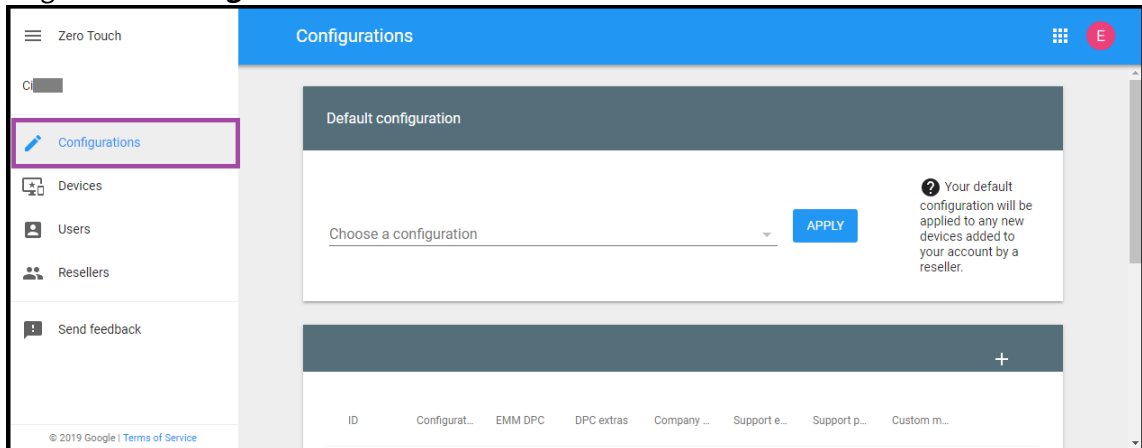 Zero Touch
Configurations
E
Ci
Configurations
Devices
Users
Resellers
Send feedback
© 2019 Google | Terms of Service
Default configuration
Choose a configuration
APPLY
? Your default
configuration will be
applied to any new
devices added to
your account by a
reseller.
+
ID Configurat... EMM DPC DPC extras Company ... Support e... Support p... Custom m...